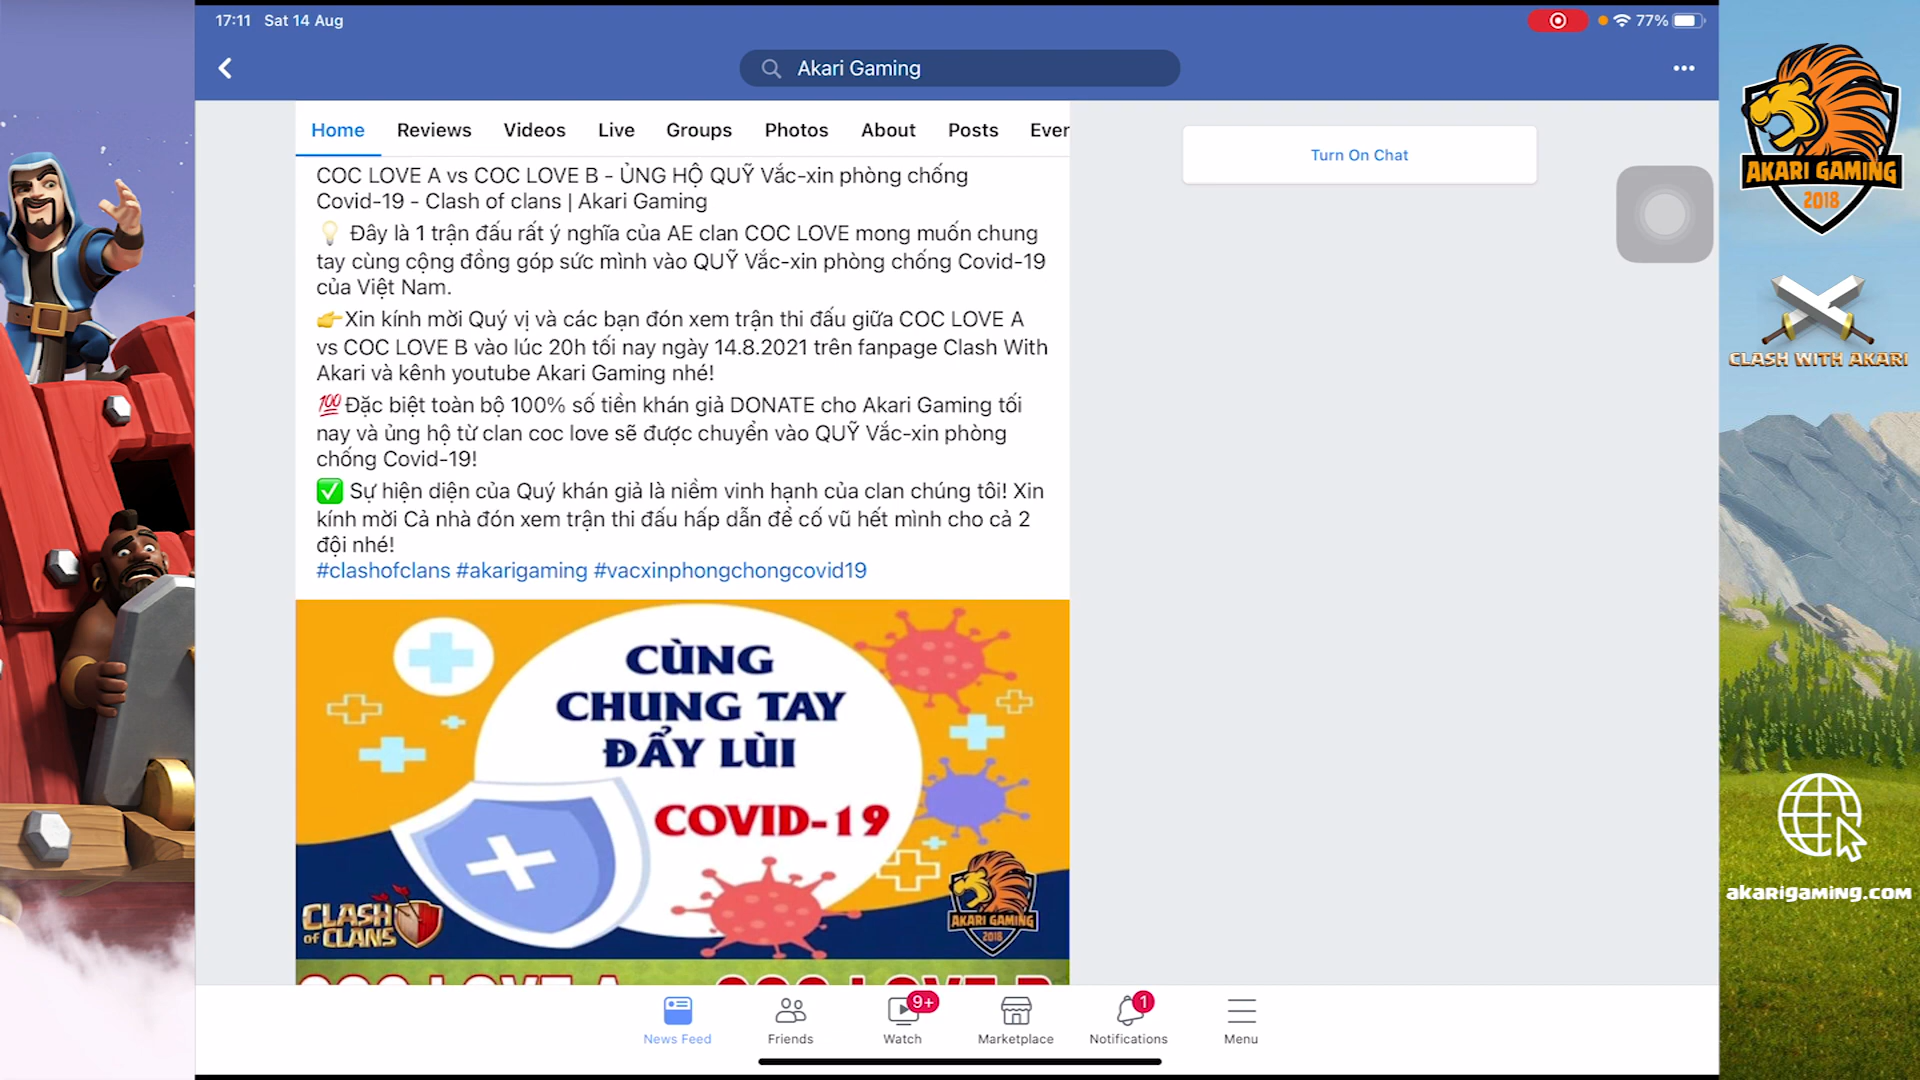 17:11 Sat 14 Aug
77%
Akari Gaming
Home Reviews Videos Live Groups Photos About Posts Ever
Turn On Chat
COC LOVE A vs COC LOVE B - ỦNG HỘ QUỸ Vắc-xin phòng chống
Covid-19 - Clash of clans | Akari Gaming
💡 Đây là 1 trận đấu rất ý nghĩa của AE clan COC LOVE mong muốn chung
tay cùng cộng đồng góp sức mình vào QUỸ Vắc-xin phòng chống Covid-19
của Việt Nam.
👉Xin kính mời Quý vị và các bạn đón xem trận thi đấu giữa COC LOVE A
vs COC LOVE B vào lúc 20h tối nay ngày 14.8.2021 trên fanpage Clash With
Akari và kênh youtube Akari Gaming nhé!
💯Đặc biệt toàn bộ 100% số tiền khán giả DONATE cho Akari Gaming tối
nay và ủng hộ từ clan coc love sẽ được chuyển vào QUỸ Vắc-xin phòng
chống Covid-19!
✅ Sự hiện diện của Quý khán giả là niềm vinh hạnh của clan chúng tôi! Xin
kính mời Cả nhà đón xem trận thi đấu hấp dẫn để cố vũ hết mình cho cả 2
đội nhé!
#clashofclans #akarigaming #vacxinphongchongcovid19
CÙNG
CHUNG TAY
ĐẨY LÙI
COVID-19
CLASH
OF CLANS
AKARI GAMING
2018
COC LOVE A COC LOVE B
9+
1
News Feed Friends Watch Marketplace Notifications Menu
AKARI GAMING
2018
CLASH WITH AKARI
akarigaming.com